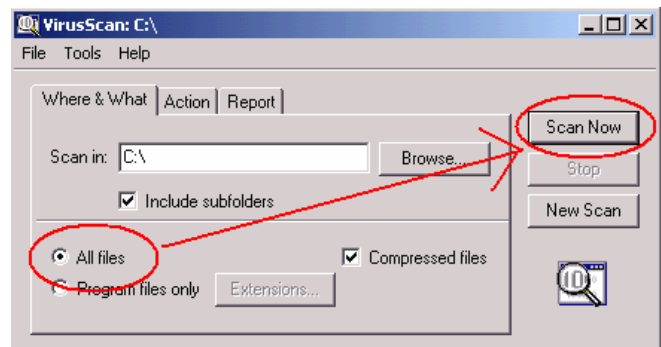 VirusScan: C:\
File Tools Help
Where & What Action Report
Scan in: C:\ Browse...
Include subfolders
All files Compressed files
Program files only Extensions...
Scan Now
Stop
New Scan